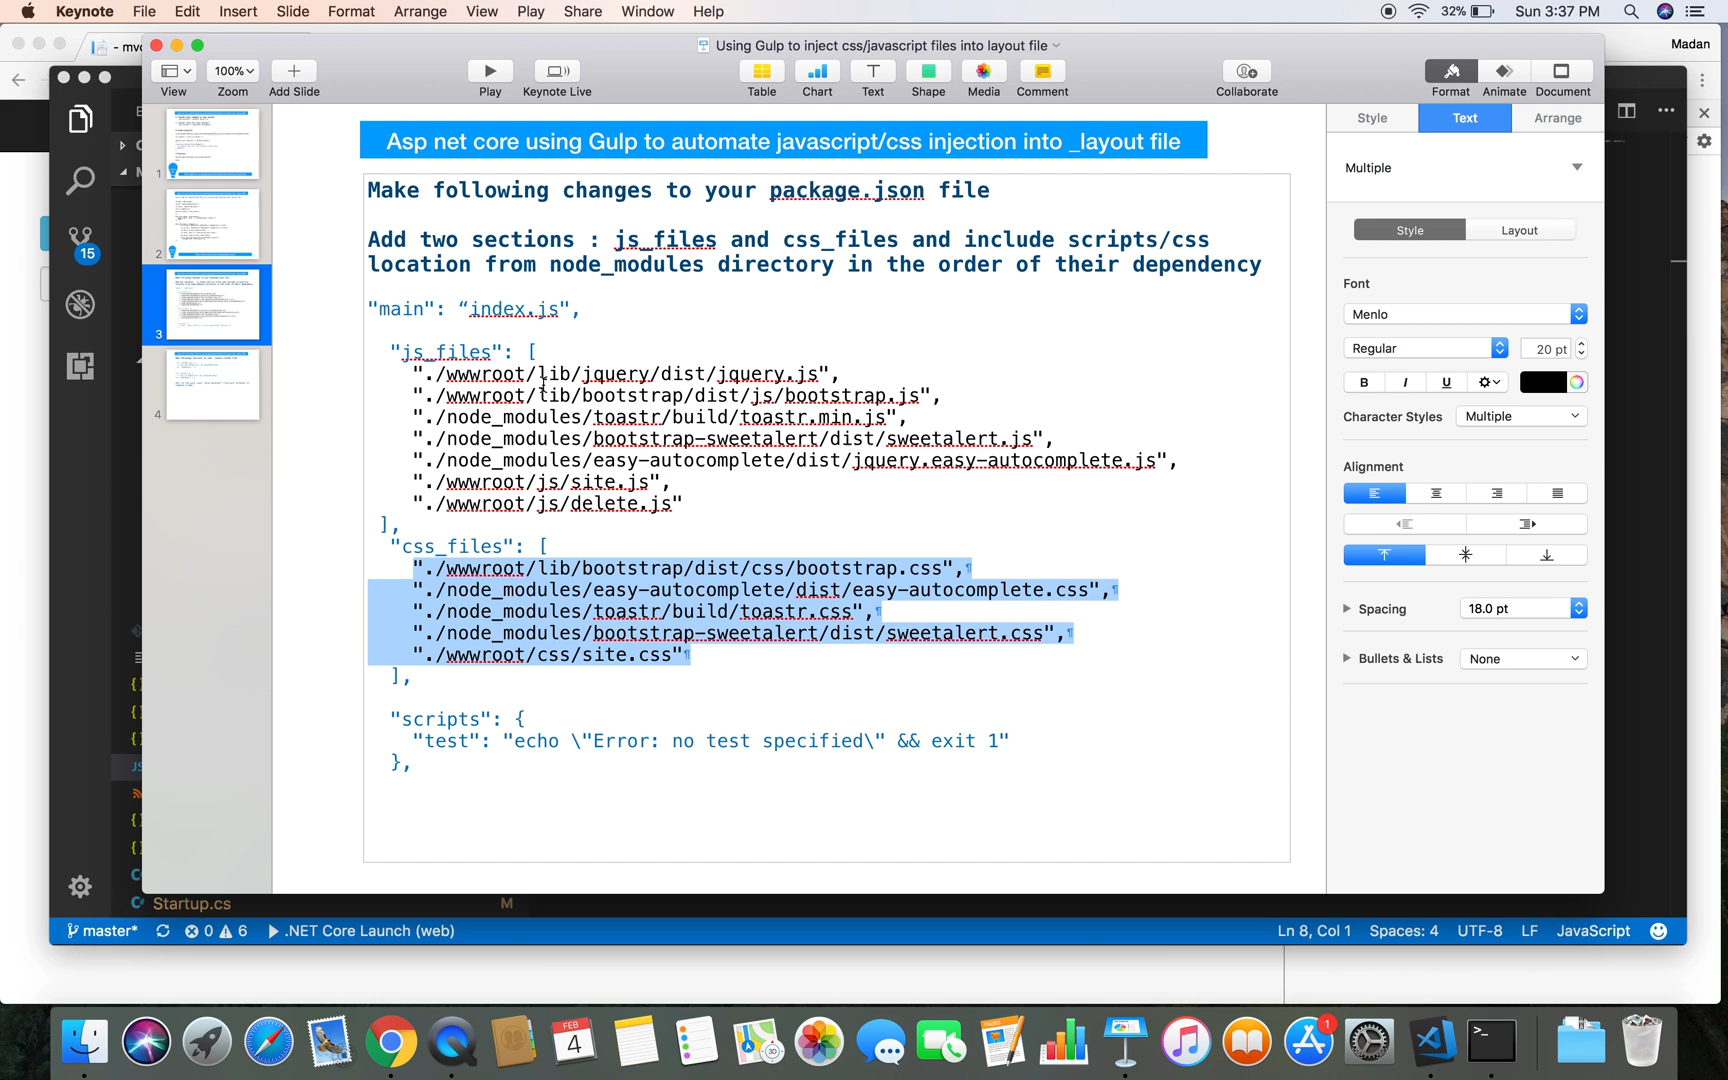 Keynote File Edit Insert Slide Format Arrange View Play Share Window Help
32% Sun 3:37 PM
Madan
Using Gulp to inject css/javascript files into layout file
100%
View Zoom Add Slide Play Keynote Live Table Chart Text Shape Media Comment Collaborate Format Animate Document
1
2
3
4
Asp net core using Gulp to automate javascript/css injection into _layout file
Make following changes to your package.json file
Add two sections : js_files and css_files and include scripts/css
location from node_modules directory in the order of their dependency
"main": “index.js",
"js_files": [
"./wwwroot/lib/jquery/dist/jquery.js",
"./wwwroot/lib/bootstrap/dist/js/bootstrap.js",
"./node_modules/toastr/build/toastr.min.js",
"./node_modules/bootstrap-sweetalert/dist/sweetalert.js",
"./node_modules/easy-autocomplete/dist/jquery.easy-autocomplete.js",
"./wwwroot/js/site.js",
"./wwwroot/js/delete.js"
],
"css_files": [
"./wwwroot/lib/bootstrap/dist/css/bootstrap.css",¶
"./node_modules/easy-autocomplete/dist/easy-autocomplete.css",¶
"./node_modules/toastr/build/toastr.css",¶
"./node_modules/bootstrap-sweetalert/dist/sweetalert.css",¶
"./wwwroot/css/site.css"¶
],
"scripts": {
"test": "echo \"Error: no test specified\" && exit 1"
},
Style Text Arrange
Multiple
Style Layout
Font
Menlo
Regular 20 pt
B I U
Character Styles Multiple
Alignment
Spacing 18.0 pt
Bullets & Lists None
15
Startup.cs M
master* 0 6 .NET Core Launch (web) Ln 8, Col 1 Spaces: 4 UTF-8 LF JavaScript
FEB
4
1